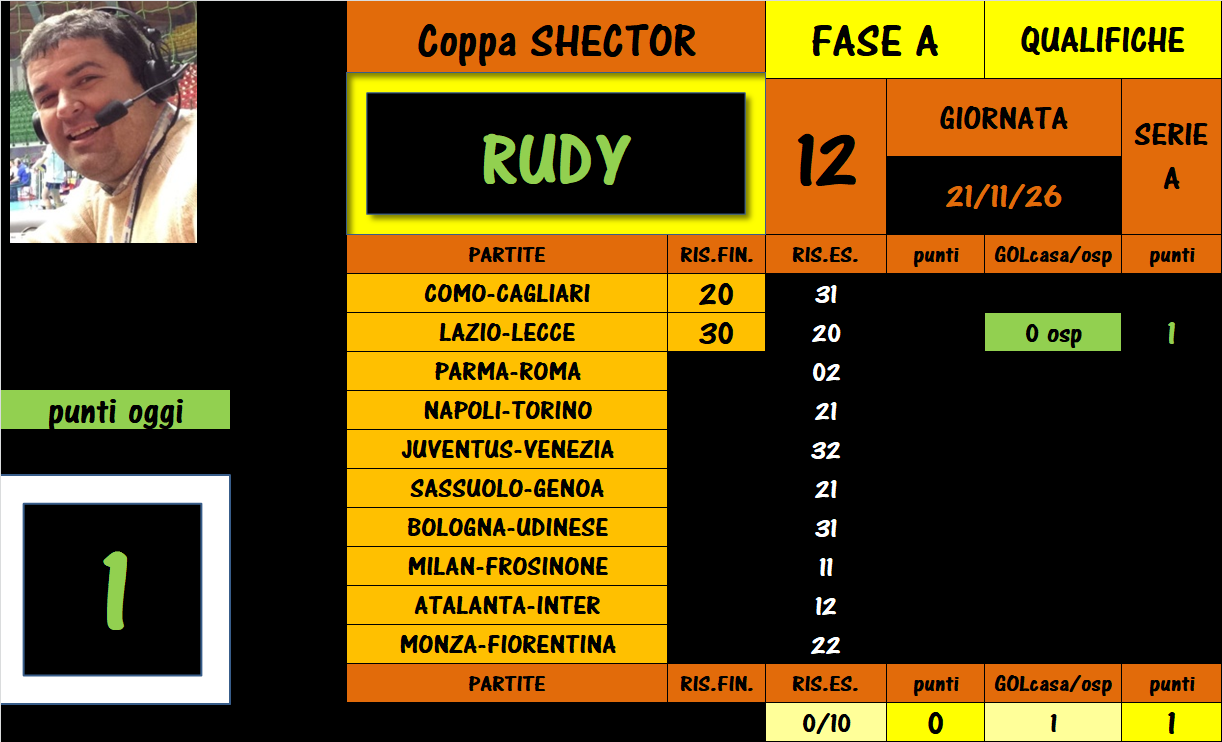 Coppa SHECTOR
FASE A
QUALIFICHE
RUDY
12
GIORNATA
21/11/26
SERIE
A
PARTITE RIS.FIN. RIS.ES. punti GOLcasa/osp punti
COMO-CAGLIARI 20 31
LAZIO-LECCE 30 20 0 osp 1
PARMA-ROMA 02
NAPOLI-TORINO 21
JUVENTUS-VENEZIA 32
SASSUOLO-GENOA 21
BOLOGNA-UDINESE 31
MILAN-FROSINONE 11
ATALANTA-INTER 12
MONZA-FIORENTINA 22
PARTITE RIS.FIN. RIS.ES. punti GOLcasa/osp punti
0/10 0 1 1
punti oggi
1